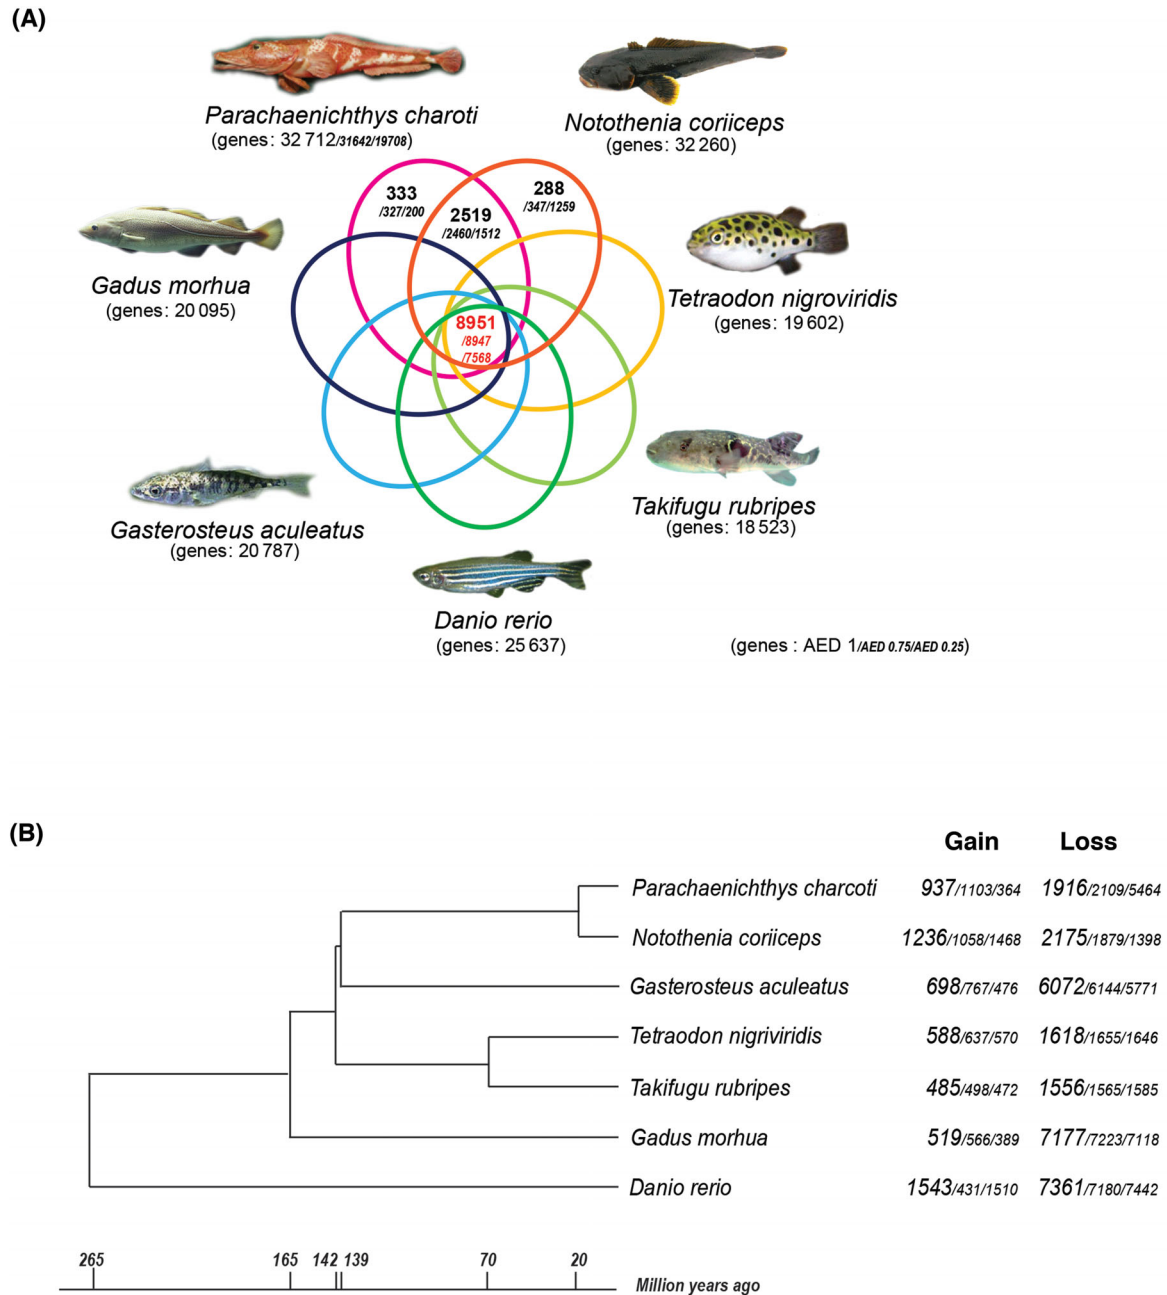 (A)
Parachaenichthys charoti
(genes: 32 712/31642/19708)
Notothenia coriiceps
(genes: 32 260)
333
/327/200
288
/347/1259
2519
/2460/1512
Gadus morhua
(genes: 20 095)
Tetraodon nigroviridis
(genes: 19 602)
8951
/8947
/7568
Gasterosteus aculeatus
(genes: 20 787)
Takifugu rubripes
(genes: 18 523)
Danio rerio
(genes: 25 637)
(genes : AED 1/AED 0.75/AED 0.25)
(B)
Gain Loss
Parachaenichthys charcoti 937/1103/364 1916/2109/5464
Notothenia coriiceps 1236/1058/1468 2175/1879/1398
Gasterosteus aculeatus 698/767/476 6072/6144/5771
Tetraodon nigriviridis 588/637/570 1618/1655/1646
Takifugu rubripes 485/498/472 1556/1565/1585
Gadus morhua 519/566/389 7177/7223/7118
Danio rerio 1543/431/1510 7361/7180/7442
265 165 142 139 70 20
Million years ago